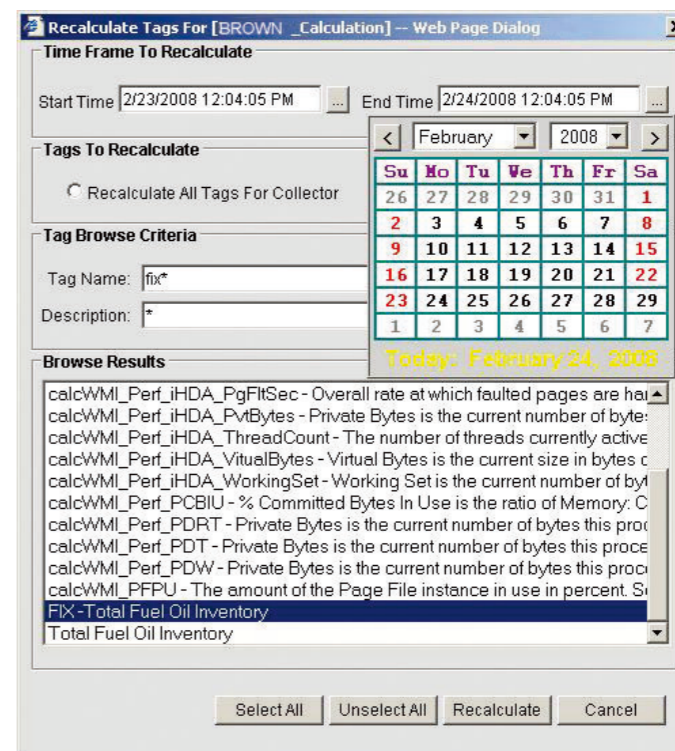 Recalculate Tags For [BROWN _Calculation] -- Web Page Dialog
Time Frame To Recalculate
Start Time 2/23/2008 12:04:05 PM ... End Time 2/24/2008 12:04:05 PM ...
< February 2008 >
Tags To Recalculate
Su Mo Tu We Th Fr Sa
26 27 28 29 30 31 1
Recalculate All Tags For Collector
2 3 4 5 6 7 8
Tag Browse Criteria
9 10 11 12 13 14 15
Tag Name: fix*
16 17 18 19 20 21 22
23 24 25 26 27 28 29
Description: *
1 2 3 4 5 6 7
Today: February 24, 2008
Browse Results
calcWMI_Perf_iHDA_PgFltSec - Overall rate at which faulted pages are ha
calcWMI_Perf_iHDA_PvtBytes - Private Bytes is the current number of byte
calcWMI_Perf_iHDA_ThreadCount - The number of threads currently active
calcWMI_Perf_iHDA_VitualBytes - Virtual Bytes is the current size in bytes
calcWMI_Perf_iHDA_WorkingSet - Working Set is the current number of byt
calcWMI_Perf_PCBIU - % Committed Bytes In Use is the ratio of Memory: C
calcWMI_Perf_PDRT - Private Bytes is the current number of bytes this pro
calcWMI_Perf_PDT - Private Bytes is the current number of bytes this proce
calcWMI_Perf_PDW - Private Bytes is the current number of bytes this proc
calcWMI_PFPU - The amount of the Page File instance in use in percent. S
FIX-Total Fuel Oil Inventory
Total Fuel Oil Inventory
Select All Unselect All Recalculate Cancel